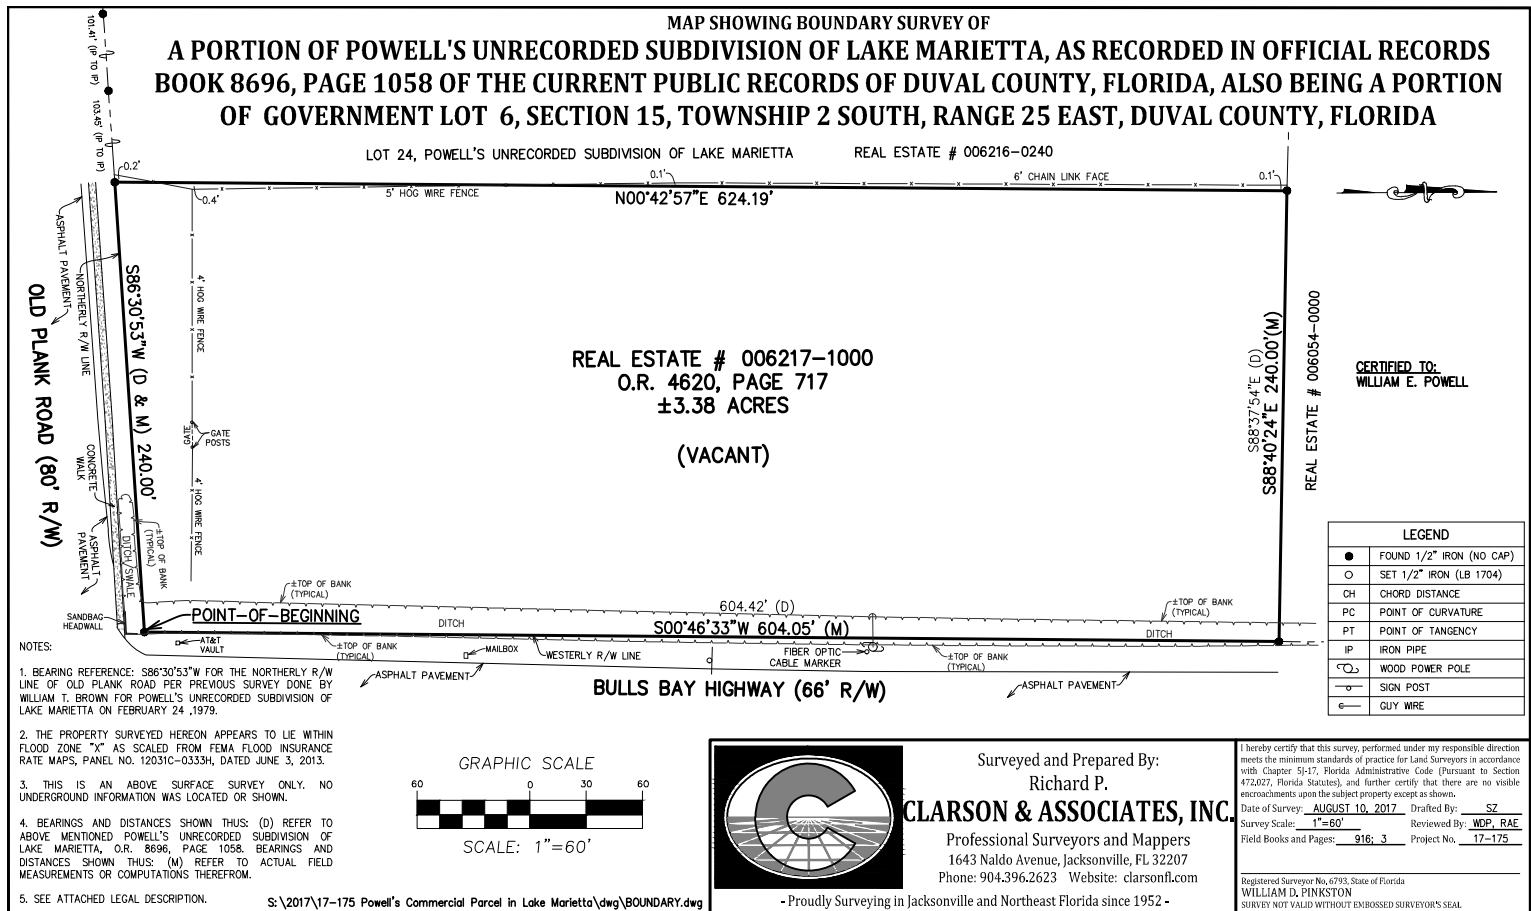 MAP SHOWING BOUNDARY SURVEY OF
A PORTION OF POWELL'S UNRECORDED SUBDIVISION OF LAKE MARIETTA, AS RECORDED IN OFFICIAL RECORDS
BOOK 8696, PAGE 1058 OF THE CURRENT PUBLIC RECORDS OF DUVAL COUNTY, FLORIDA, ALSO BEING A PORTION
OF GOVERNMENT LOT 6, SECTION 15, TOWNSHIP 2 SOUTH, RANGE 25 EAST, DUVAL COUNTY, FLORIDA
101.41' (IP TO IP)
103.45' (IP TO IP)
LOT 24, POWELL'S UNRECORDED SUBDIVISION OF LAKE MARIETTA
REAL ESTATE # 006216-0240
0.2'
0.4'
5' HOG WIRE FENCE
0.1'
N00°42'57"E 624.19'
6' CHAIN LINK FACE
0.1'
ASPHALT PAVEMENT
NORTHERLY R/W LINE
OLD PLANK ROAD (80' R/W)
S86°30'53"W (D & M) 240.00'
4' HOG WIRE FENCE
GATE
GATE
POSTS
4' HOG WIRE FENCE
CONCRETE
WALK
ASPHALT
PAVEMENT
DITCH/SWALE
±TOP OF BANK
(TYPICAL)
SANDBAG
HEADWALL
REAL ESTATE # 006217-1000
O.R. 4620, PAGE 717
±3.38 ACRES
(VACANT)
S88°37'54"E (D)
S88°40'24"E 240.00'(M)
REAL ESTATE # 006054-0000
CERTIFIED TO:
WILLIAM E. POWELL
±TOP OF BANK
(TYPICAL)
POINT-OF-BEGINNING
DITCH
604.42' (D)
S00°46'33"W 604.05' (M)
±TOP OF BANK
(TYPICAL)
DITCH
AT&T
VAULT
±TOP OF BANK
(TYPICAL)
MAILBOX
WESTERLY R/W LINE
FIBER OPTIC
CABLE MARKER
±TOP OF BANK
(TYPICAL)
ASPHALT PAVEMENT
BULLS BAY HIGHWAY (66' R/W)
ASPHALT PAVEMENT
LEGEND
FOUND 1/2" IRON (NO CAP)
SET 1/2" IRON (LB 1704)
CH CHORD DISTANCE
PC POINT OF CURVATURE
PT POINT OF TANGENCY
IP IRON PIPE
WOOD POWER POLE
SIGN POST
GUY WIRE
NOTES:
1. BEARING REFERENCE: S86°30'53"W FOR THE NORTHERLY R/W
LINE OF OLD PLANK ROAD PER PREVIOUS SURVEY DONE BY
WILLIAM T. BROWN FOR POWELL'S UNRECORDED SUBDIVISION OF
LAKE MARIETTA ON FEBRUARY 24 ,1979.
2. THE PROPERTY SURVEYED HEREON APPEARS TO LIE WITHIN
FLOOD ZONE "X" AS SCALED FROM FEMA FLOOD INSURANCE
RATE MAPS, PANEL NO. 12031C-0333H, DATED JUNE 3, 2013.
3. THIS IS AN ABOVE SURFACE SURVEY ONLY. NO
UNDERGROUND INFORMATION WAS LOCATED OR SHOWN.
4. BEARINGS AND DISTANCES SHOWN THUS: (D) REFER TO
ABOVE MENTIONED POWELL'S UNRECORDED SUBDIVISION OF
LAKE MARIETTA, O.R. 8696, PAGE 1058. BEARINGS AND
DISTANCES SHOWN THUS: (M) REFER TO ACTUAL FIELD
MEASUREMENTS OR COMPUTATIONS THEREFROM.
5. SEE ATTACHED LEGAL DESCRIPTION.
GRAPHIC SCALE
60 0 30 60
SCALE: 1"=60'
S:\2017\17-175 Powell's Commercial Parcel in Lake Marietta\dwg\BOUNDARY.dwg
Surveyed and Prepared By:
Richard P.
CLARSON & ASSOCIATES, INC.
Professional Surveyors and Mappers
1643 Naldo Avenue, Jacksonville, FL 32207
Phone: 904.396.2623 Website: clarsonfl.com
- Proudly Surveying in Jacksonville and Northeast Florida since 1952 -
I hereby certify that this survey, performed under my responsible direction
meets the minimum standards of practice for Land Surveyors in accordance
with Chapter 5J-17, Florida Administrative Code (Pursuant to Section
472.027, Florida Statutes), and further certify that there are no visible
encroachments upon the subject property except as shown.
Date of Survey: AUGUST 10, 2017 Drafted By: SZ
Survey Scale: 1"=60' Reviewed By: WDP, RAE
Field Books and Pages: 916; 3 Project No. 17-175
Registered Surveyor No. 6793, State of Florida
WILLIAM D. PINKSTON
SURVEY NOT VALID WITHOUT EMBOSSED SURVEYOR'S SEAL